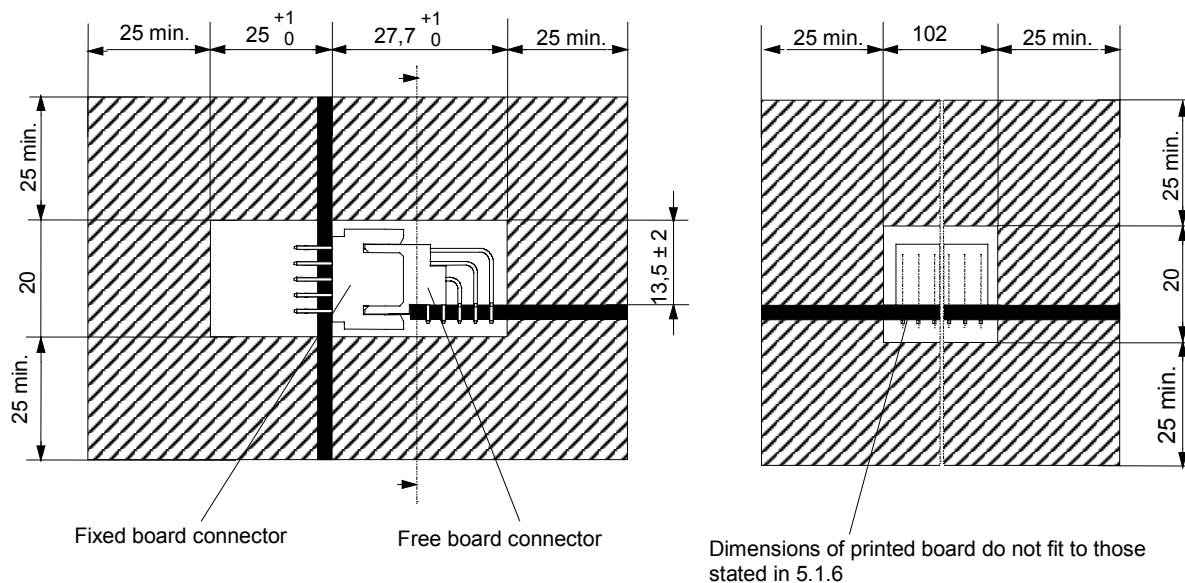 25 min.
25 +1 0
27,7 +1 0
25 min.
25 min.
102
25 min.
25 min.
20
25 min.
13,5 ± 2
25 min.
20
25 min.
Fixed board connector
Free board connector
Dimensions of printed board do not fit to those
stated in 5.1.6